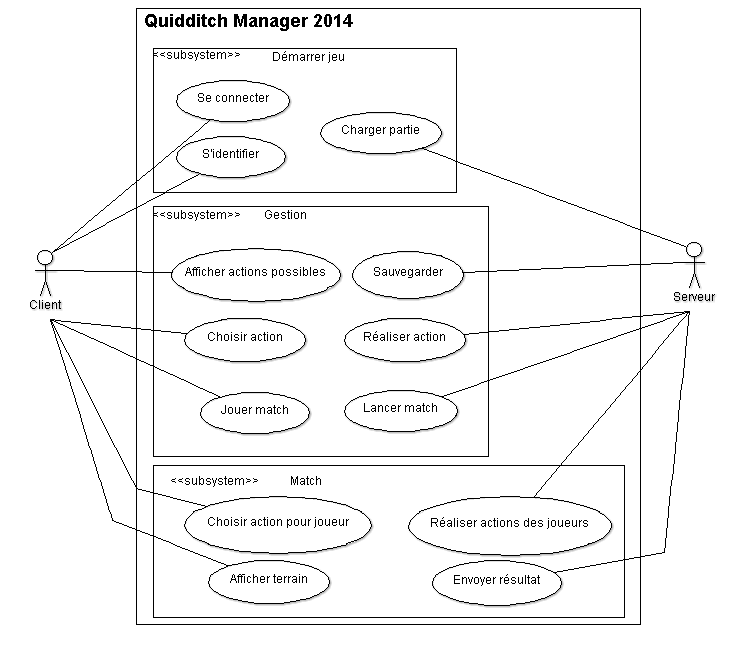 Quidditch Manager 2014
<<subsystem>> Démarrer jeu
Se connecter
Charger partie
S'identifier
<<subsystem>> Gestion
Afficher actions possibles
Sauvegarder
Client
Serveur
Choisir action
Réaliser action
Jouer match
Lancer match
<<subsystem>> Match
Choisir action pour joueur
Réaliser actions des joueurs
Afficher terrain
Envoyer résultat